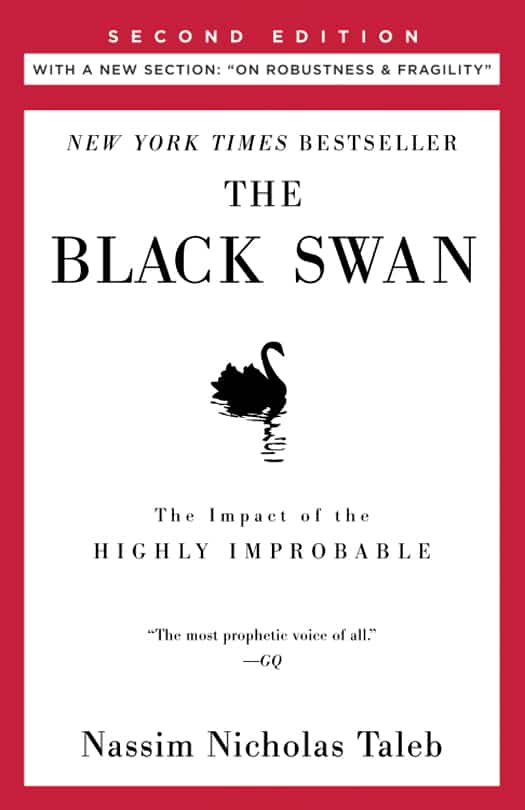 SECOND EDITION
WITH A NEW SECTION: “ON ROBUSTNESS & FRAGILITY”
NEW YORK TIMES BESTSELLER
THE
BLACK SWAN
The Impact of the
HIGHLY IMPROBABLE
“The most prophetic voice of all.”
—GQ
Nassim Nicholas Taleb